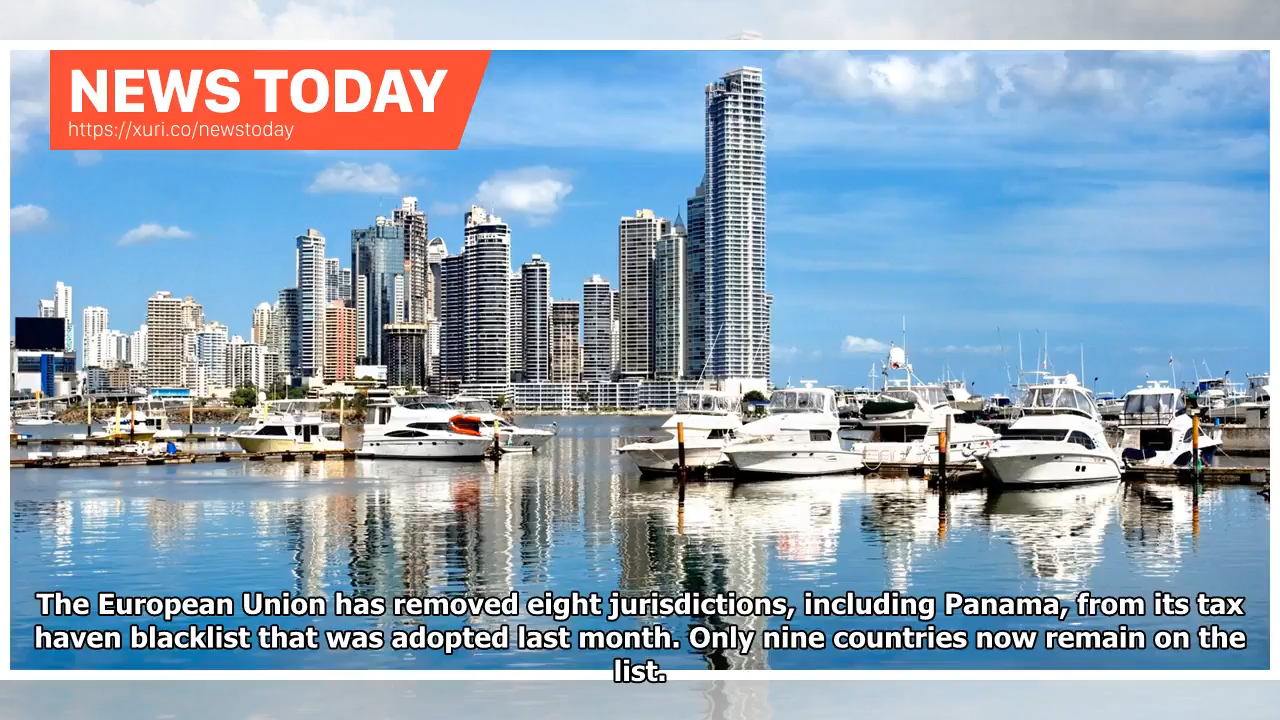 NEWS TODAY
https://xuri.co/newstoday
The European Union has removed eight jurisdictions, including Panama, from its tax
haven blacklist that was adopted last month. Only nine countries now remain on the
list.